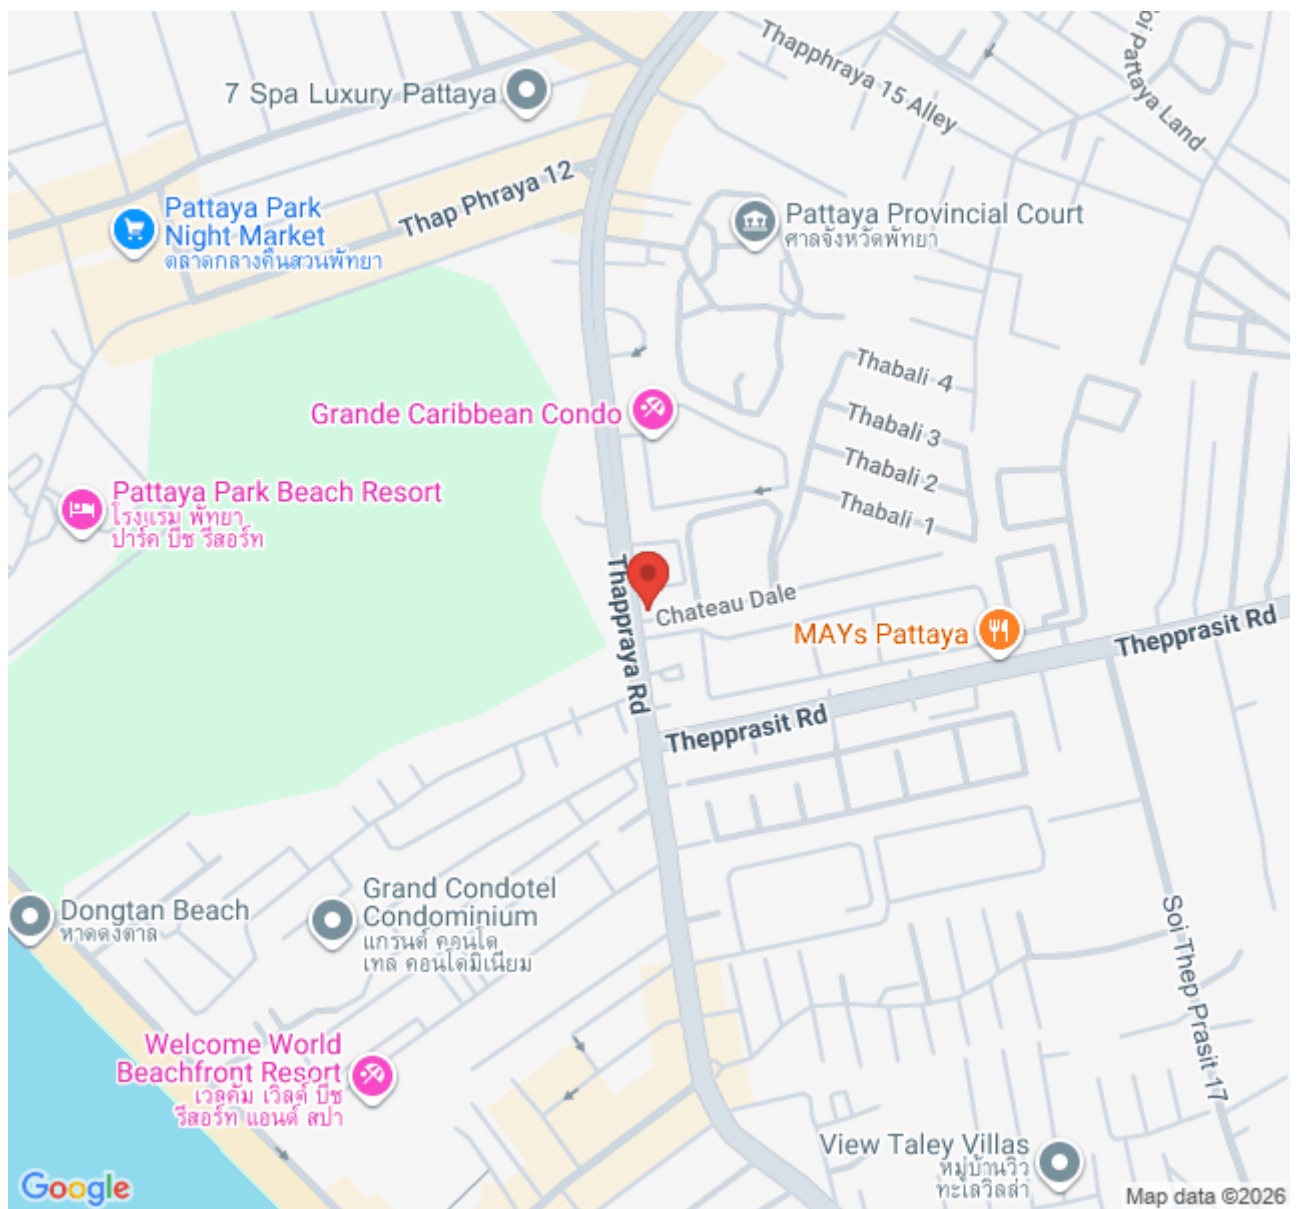 Thapphraya 15 Alley
Soi Pattaya Land
7 Spa Luxury Pattaya
Thap Phraya 12
Pattaya Park
Night Market
ตลาดกลางคืนสวนพัทยา
Pattaya Provincial Court
ศาลจังหวัดพัทยา
Thabali 4
Grande Caribbean Condo
Thabali 3
Thabali 2
Pattaya Park Beach Resort
โรงแรม พัทยา
ปาร์ค บีช รีสอร์ท
Thabali 1
Thappraya Rd
Chateau Dale
MAYs Pattaya
Thepprasit Rd
Thepprasit Rd
Grand Condotel
Condominium
แกรนด์ คอนโด
เทล คอนโดมิเนียม
Dongtan Beach
หาดดงตาล
Soi Thep Prasit 17
Welcome World
Beachfront Resort
เวลคัม เวิลด์ บีช
รีสอร์ท แอนด์ สปา
View Taley Villas
หมู่บ้านวิว
ทะเลวิลล่า
Google
Map data ©2026